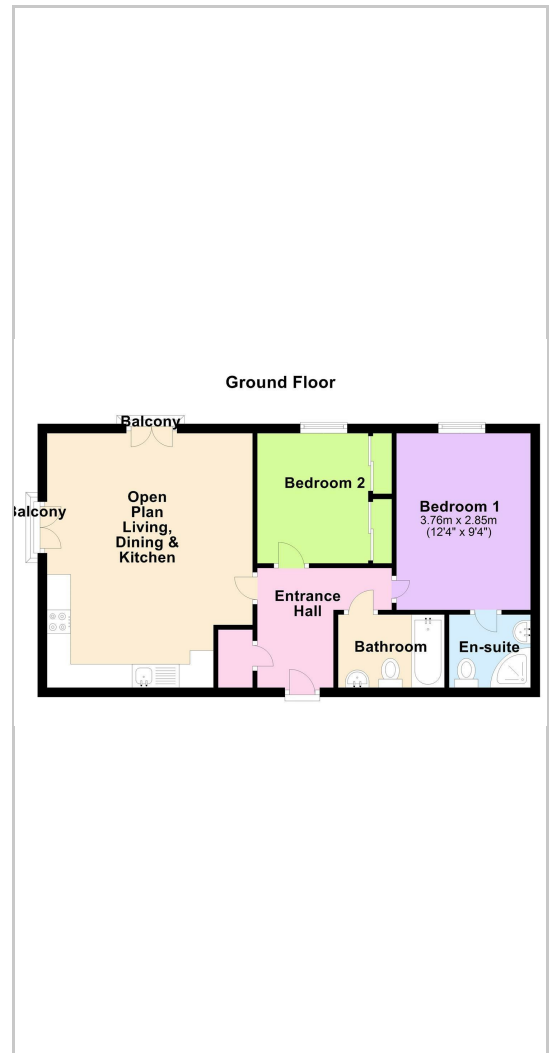 Ground Floor
Balcony
Balcony
Open
Plan
Living,
Dining &
Kitchen
Bedroom 2
Bedroom 1
3.76m x 2.85m
(12'4" x 9'4")
Entrance
Hall
Bathroom
En-suite